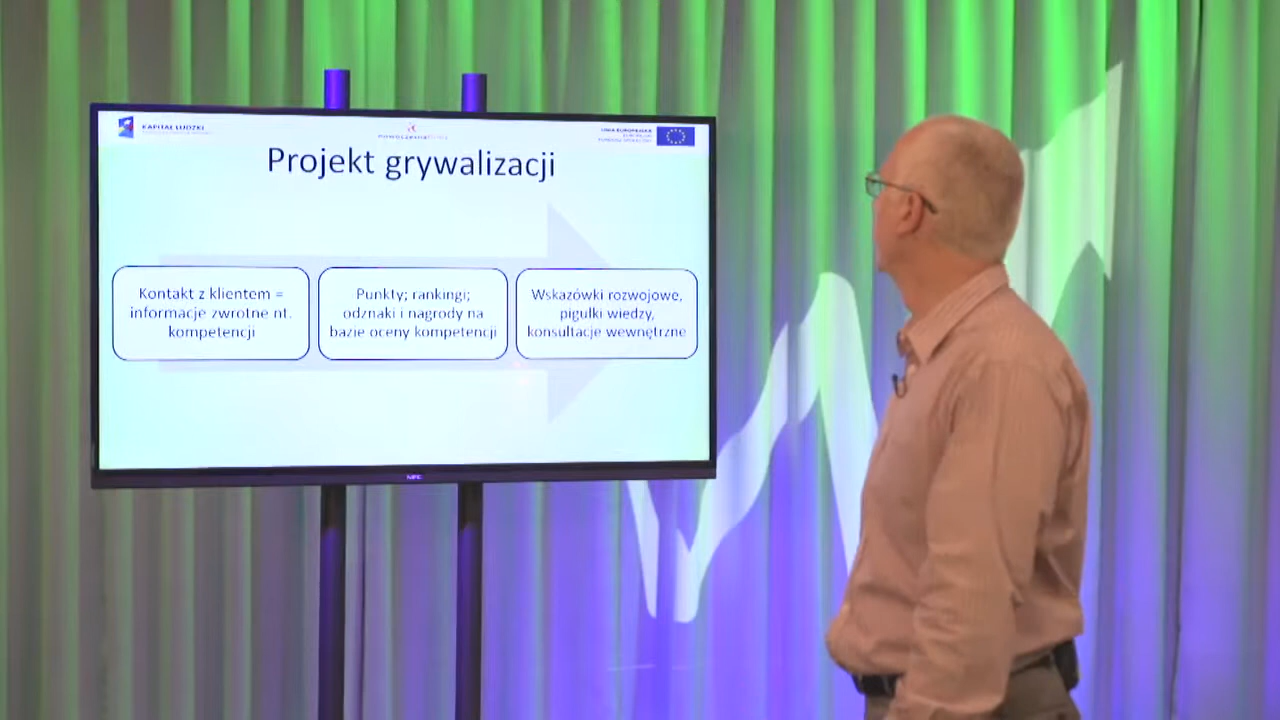 KAPITAŁ LUDZKI
UNIA EUROPEJSKA
Projekt grywalizacji
Kontakt z klientem =
informacje zwrotne nt.
kompetencji
Punkty; rankingi;
odznaki i nagrody na
bazie oceny kompetencji
Wskazówki rozwojowe,
pigułki wiedzy,
konsultacje wewnętrzne
NEC